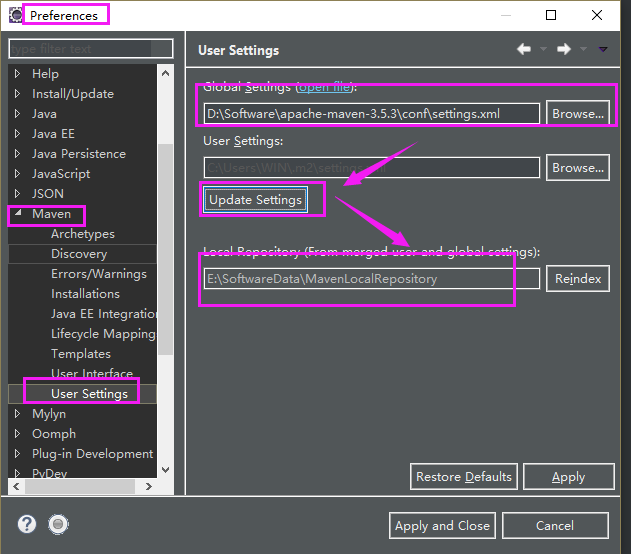 Preferences
type filter text
Help
Install/Update
Java
Java EE
Java Persistence
JavaScript
JSON
Maven
Archetypes
Discovery
Errors/Warnings
Installations
Java EE Integration
Lifecycle Mapping
Templates
User Interface
User Settings
Mylyn
Oomph
Plug-in Development
PyDev
User Settings
Global Settings (open file):
D:\Software\apache-maven-3.5.3\conf\settings.xml
Browse...
User Settings:
C:\Users\WIN\.m2\settings.xml
Browse...
Update Settings
Local Repository (From merged user and global settings):
E:\SoftwareData\MavenLocalRepository
Reindex
Restore Defaults
Apply
Apply and Close
Cancel